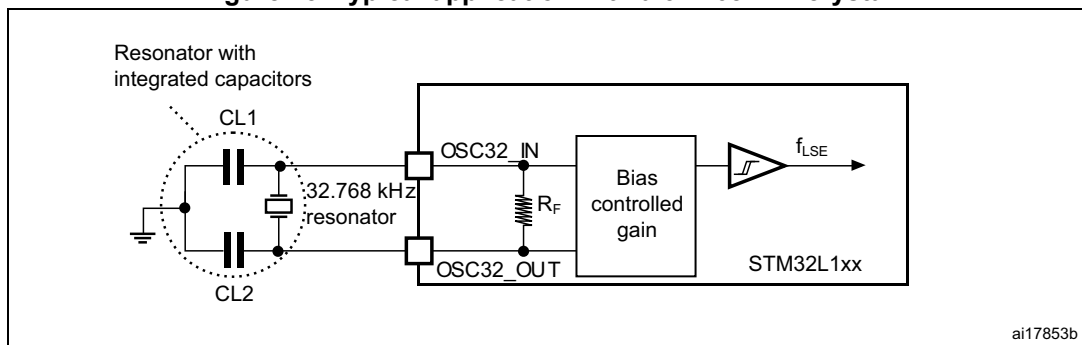 Resonator with
integrated capacitors
CL1
OSC32_IN
f_LSE
32.768 kHz
resonator
R_F
Bias
controlled
gain
OSC32_OUT
STM32L1xx
CL2
ai17853b